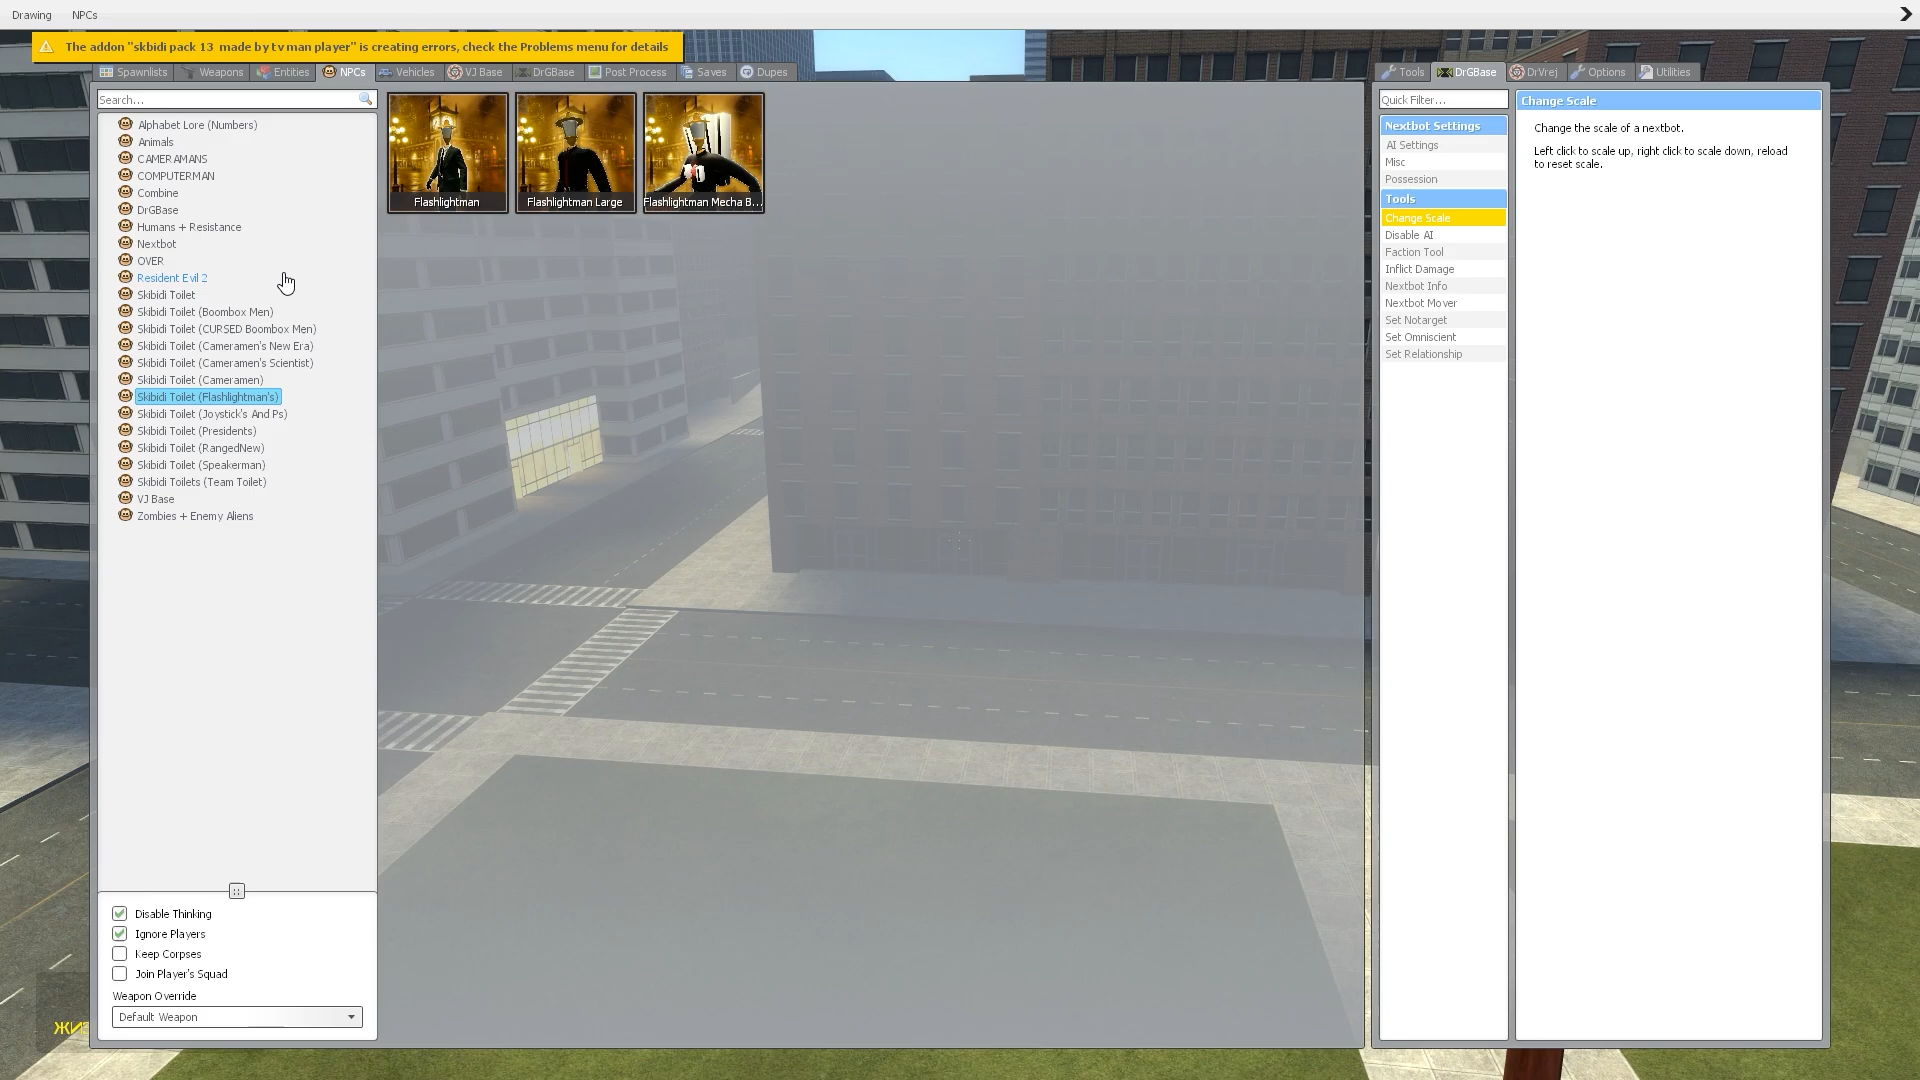 Drawing NPCs
The addon "skbidi pack 13 made by tv man player" is creating errors, check the Problems menu for details
Spawnlists Weapons Entities NPCs Vehicles VJ Base DrGBase Post Process Saves Dupes
Tools DrGBase DrVrej Options Utilities
Search...
Alphabet Lore (Numbers)
Animals
CAMERAMANS
COMPUTERMAN
Combine
DrGBase
Humans + Resistance
Nextbot
OVER
Resident Evil 2
Skibidi Toilet
Skibidi Toilet (Boombox Men)
Skibidi Toilet (CURSED Boombox Men)
Skibidi Toilet (Cameramen's New Era)
Skibidi Toilet (Cameramen's Scientist)
Skibidi Toilet (Cameramen)
Skibidi Toilet (Flashlightman's)
Skibidi Toilet (Joystick's And Ps)
Skibidi Toilet (Presidents)
Skibidi Toilet (RangedNew)
Skibidi Toilet (Speakerman)
Skibidi Toilets (Team Toilet)
VJ Base
Zombies + Enemy Aliens
Disable Thinking
Ignore Players
Keep Corpses
Join Player's Squad
Weapon Override
Default Weapon
Flashlightman
Flashlightman Large
Flashlightman Mecha B...
Quick Filter...
Nextbot Settings
AI Settings
Misc
Possession
Tools
Change Scale
Disable AI
Faction Tool
Inflict Damage
Nextbot Info
Nextbot Mover
Set Notarget
Set Omniscient
Set Relationship
Change Scale
Change the scale of a nextbot.
Left click to scale up, right click to scale down, reload
to reset scale.